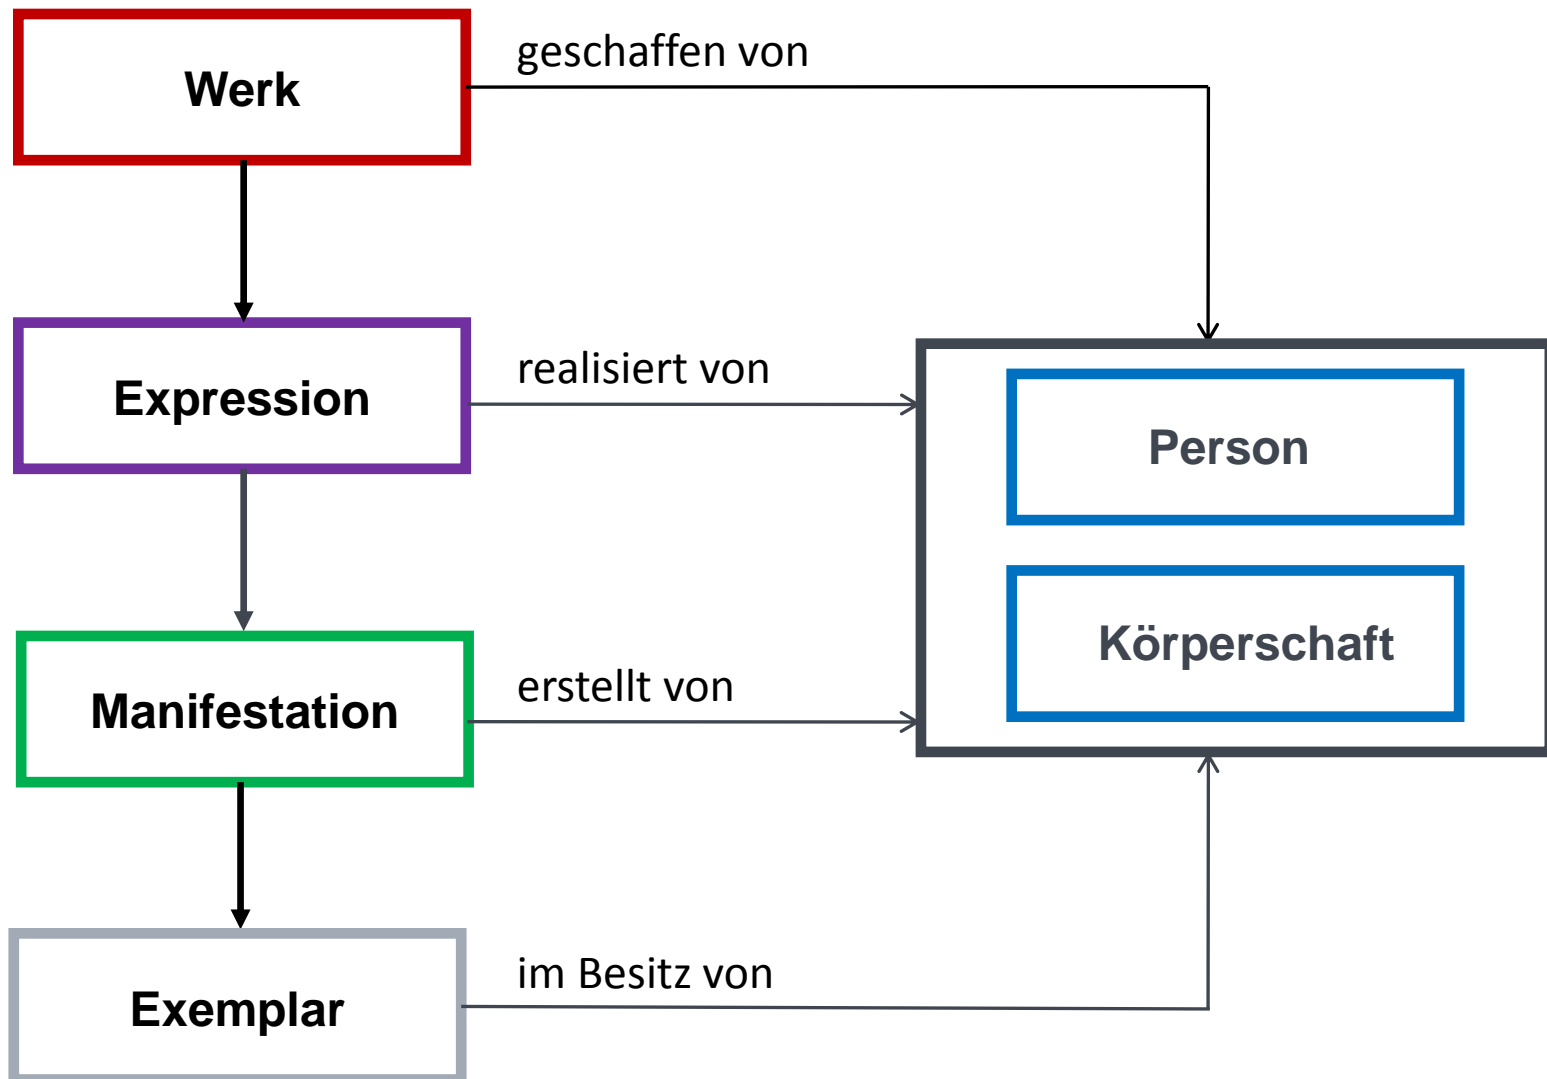 Werk
geschaffen von
Expression
realisiert von
Person
Körperschaft
Manifestation
erstellt von
Exemplar
im Besitz von